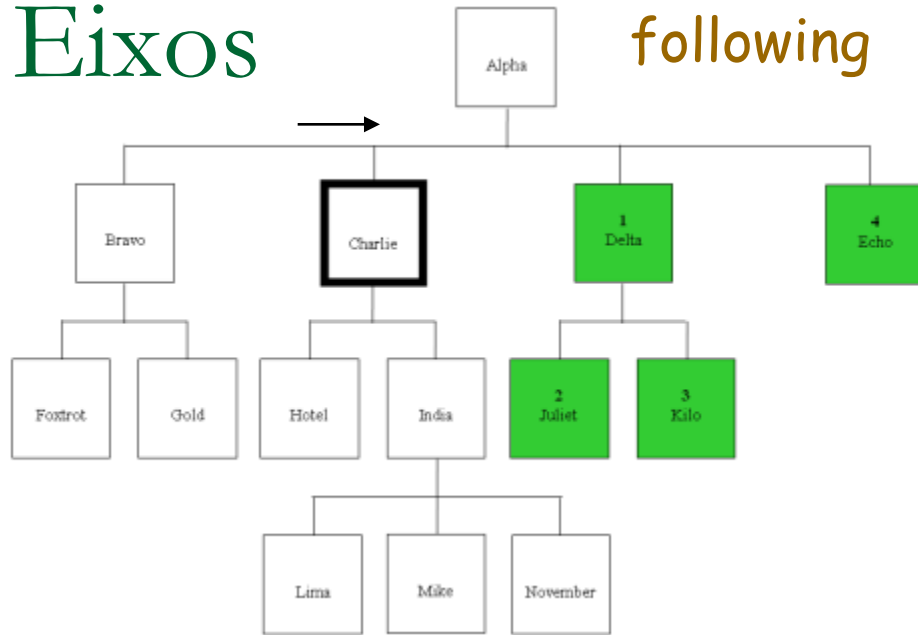 Eixos
following
Alpha
Bravo
Charlie
1
Delta
4
Echo
Foxtrot
Gold
Hotel
India
2
Juliet
3
Kilo
Lima
Mike
November